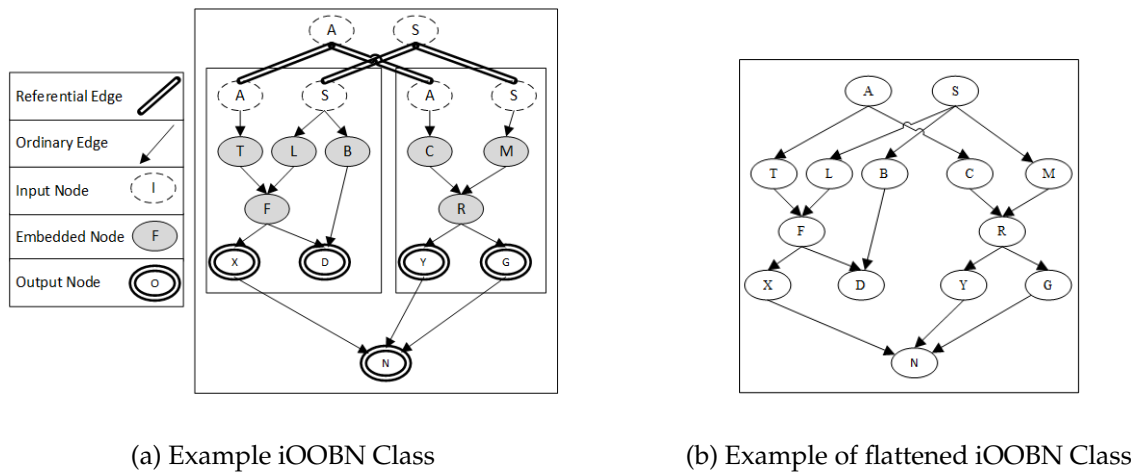 A S
Referential Edge
Ordinary Edge
Input Node I
Embedded Node F
Output Node O
A S A S
T L B C M
F R
X D Y G
N
A S
T L B C M
F R
X D Y G
N
(a) Example iOOBN Class
(b) Example of flattened iOOBN Class